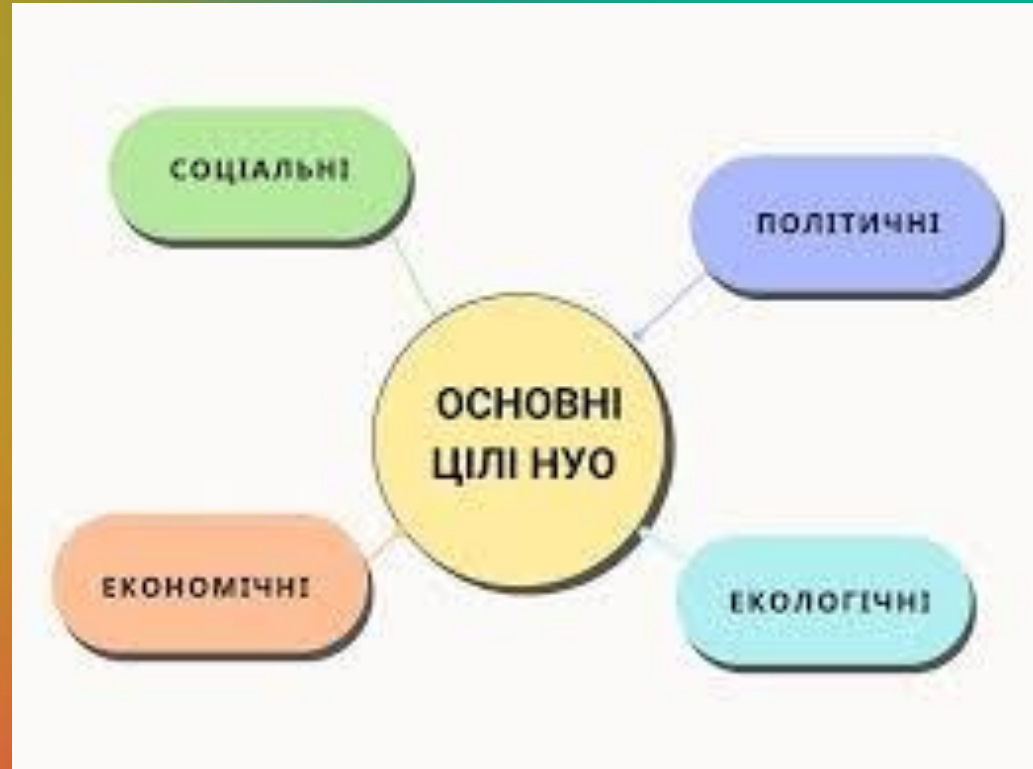 СОЦІАЛЬНІ
ПОЛІТИЧНІ
ОСНОВНІ
ЦІЛІ НУО
ЕКОНОМІЧНІ
ЕКОЛОГІЧНІ